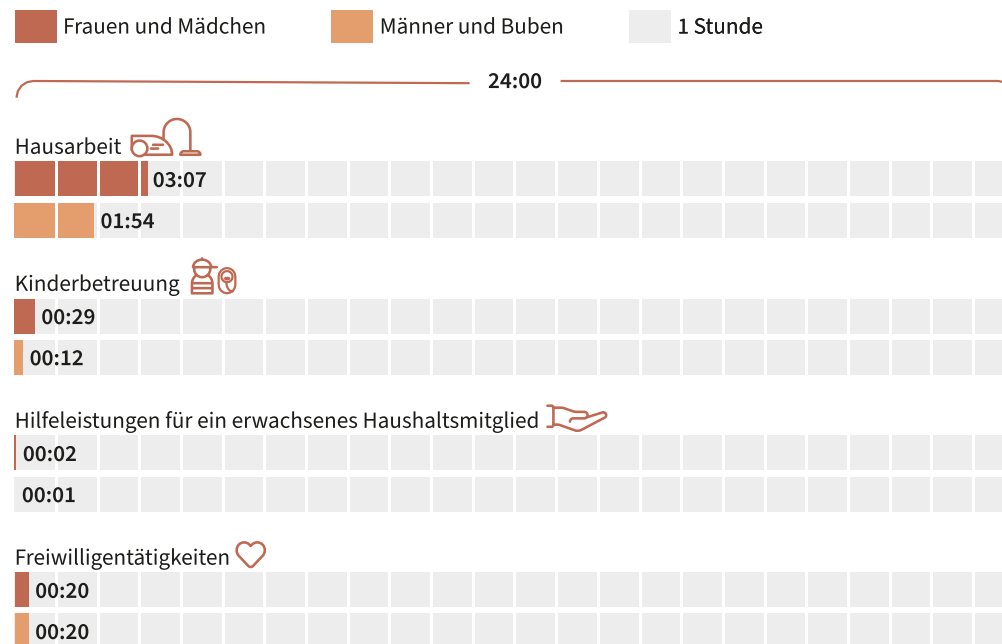 Frauen und Mädchen Männer und Buben 1 Stunde
24:00
Hausarbeit
03:07
01:54
Kinderbetreuung
00:29
00:12
Hilfeleistungen für ein erwachsenes Haushaltsmitglied
00:02
00:01
Freiwilligentätigkeiten
00:20
00:20